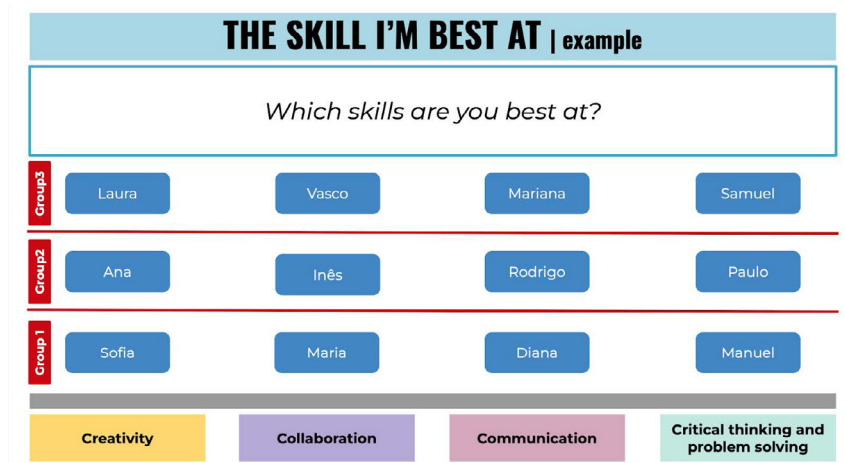 THE SKILL I'M BEST AT | example
Which skills are you best at?
Group3
Laura
Vasco
Mariana
Samuel
Group2
Ana
Inês
Rodrigo
Paulo
Group 1
Sofia
Maria
Diana
Manuel
Creativity
Collaboration
Communication
Critical thinking and
problem solving